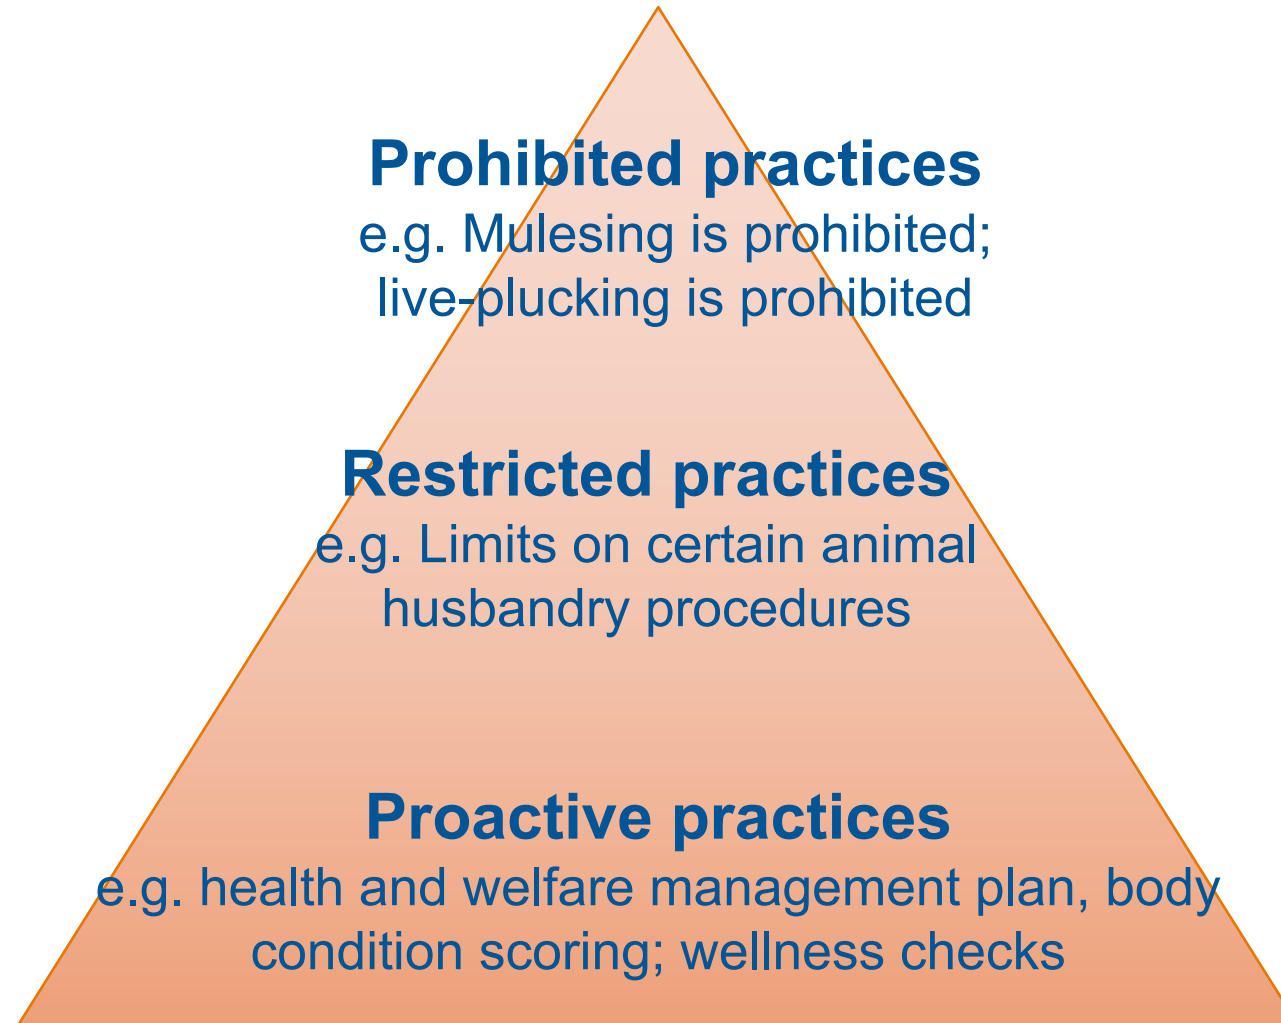 Prohibited practices
e.g. Mulesing is prohibited;
live-plucking is prohibited
Restricted practices
e.g. Limits on certain animal
husbandry procedures
Proactive practices
e.g. health and welfare management plan, body
condition scoring; wellness checks